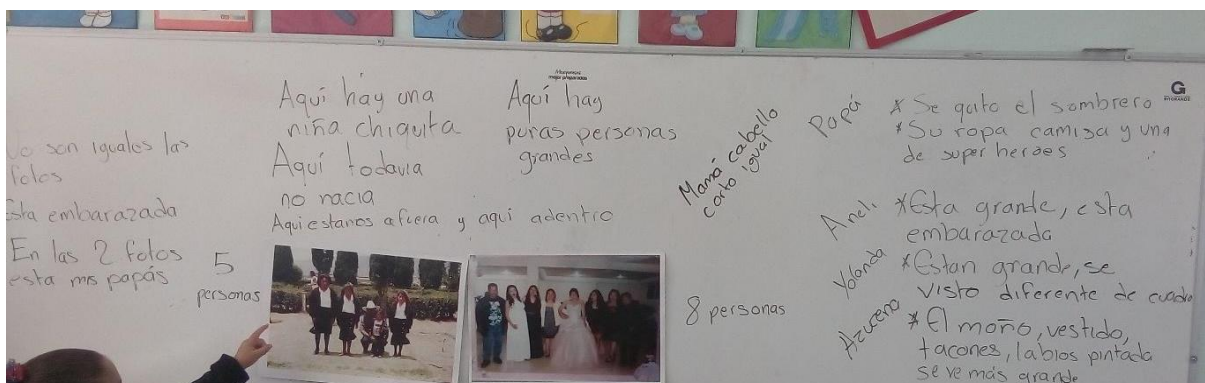 no son iguales las
fotos
Esta embarazada
En las 2 fotos
esta mis papás
5
personas
Aquí hay una
niña chiquita
Aquí todavia
no nacia
Aqui estamos afuera y aquí adentro
Aquí hay
puras personas
grandes
8 personas
Mamá cabello
corto igual
Papá
* Se quito el sombrero
* Su ropa camisa y una
de super heroes
Aneli
* Esta grande, esta
embarazada
Yolanda
* Estan grande, se
visto diferente de cuadro
Azucena
* El moño, vestido,
tacones, labios pintada
se ve más grande